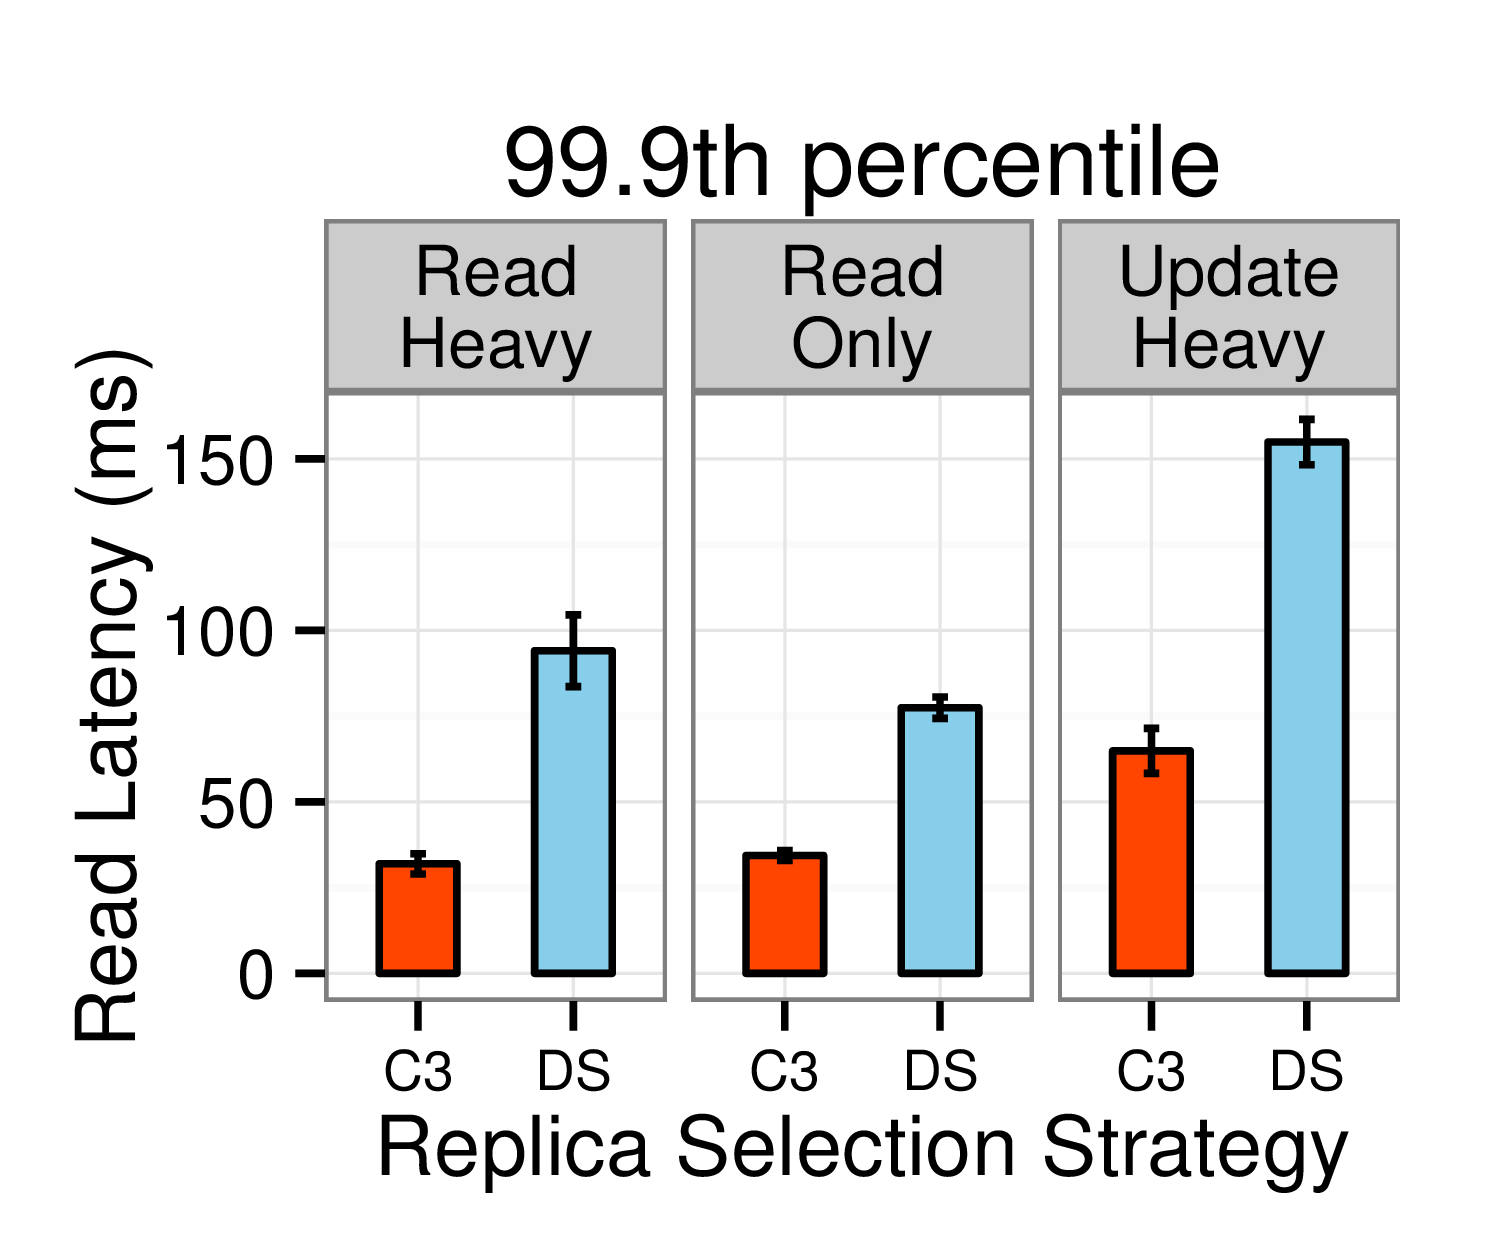 99.9th percentile
Read
Heavy
Read
Only
Update
Heavy
Read Latency (ms)
150
100
50
0
C3 DS C3 DS C3 DS
Replica Selection Strategy